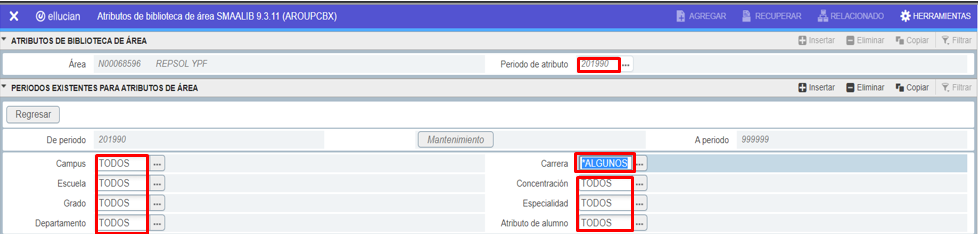 ✕ ellucian Atributos de biblioteca de área SMAALIB 9.3.11 (AROUPCBX) AGREGAR RECUPERAR RELACIONADO HERRAMIENTAS
ATRIBUTOS DE BIBLIOTECA DE ÁREA Insertar Eliminar Copiar Filtrar
Área N00068596 REPSOL YPF Periodo de atributo 201990 ...
PERIODOS EXISTENTES PARA ATRIBUTOS DE ÁREA Insertar Eliminar Copiar Filtrar
Regresar
De periodo 201990 Mantenimiento A periodo 999999
Campus TODOS ... Carrera *ALGUNOS ...
Escuela TODOS ... Concentración TODOS ...
Grado TODOS ... Especialidad TODOS ...
Departamento TODOS ... Atributo de alumno TODOS ...